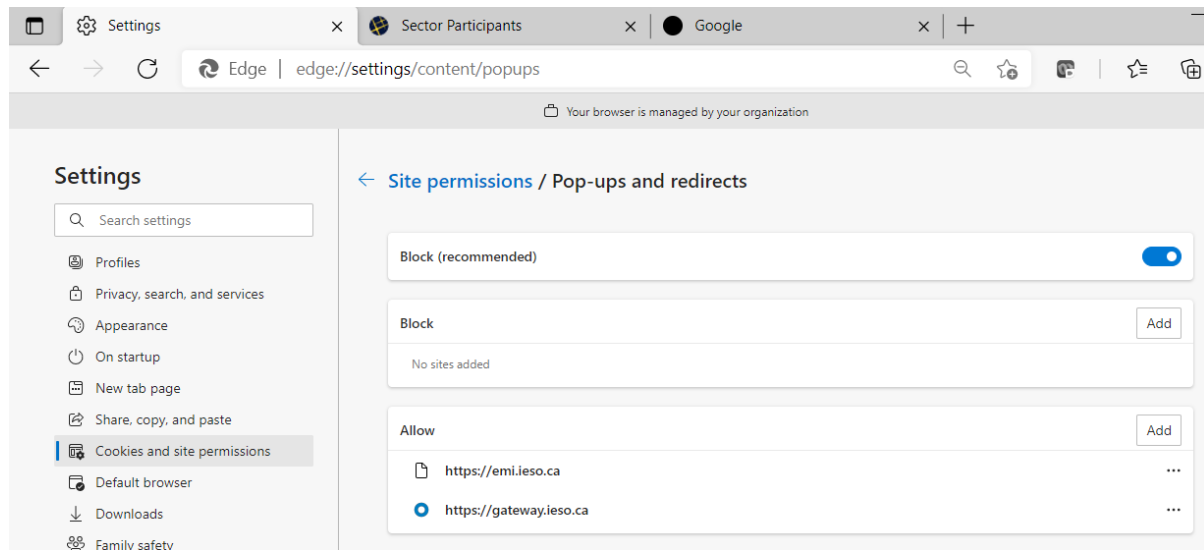 Settings
Sector Participants
Google
Edge
edge://settings/content/popups
Your browser is managed by your organization
Settings
Search settings
Profiles
Privacy, search, and services
Appearance
On startup
New tab page
Share, copy, and paste
Cookies and site permissions
Default browser
Downloads
Family safety
Site permissions / Pop-ups and redirects
Block (recommended)
Block
Add
No sites added
Allow
Add
https://emi.ieso.ca
https://gateway.ieso.ca